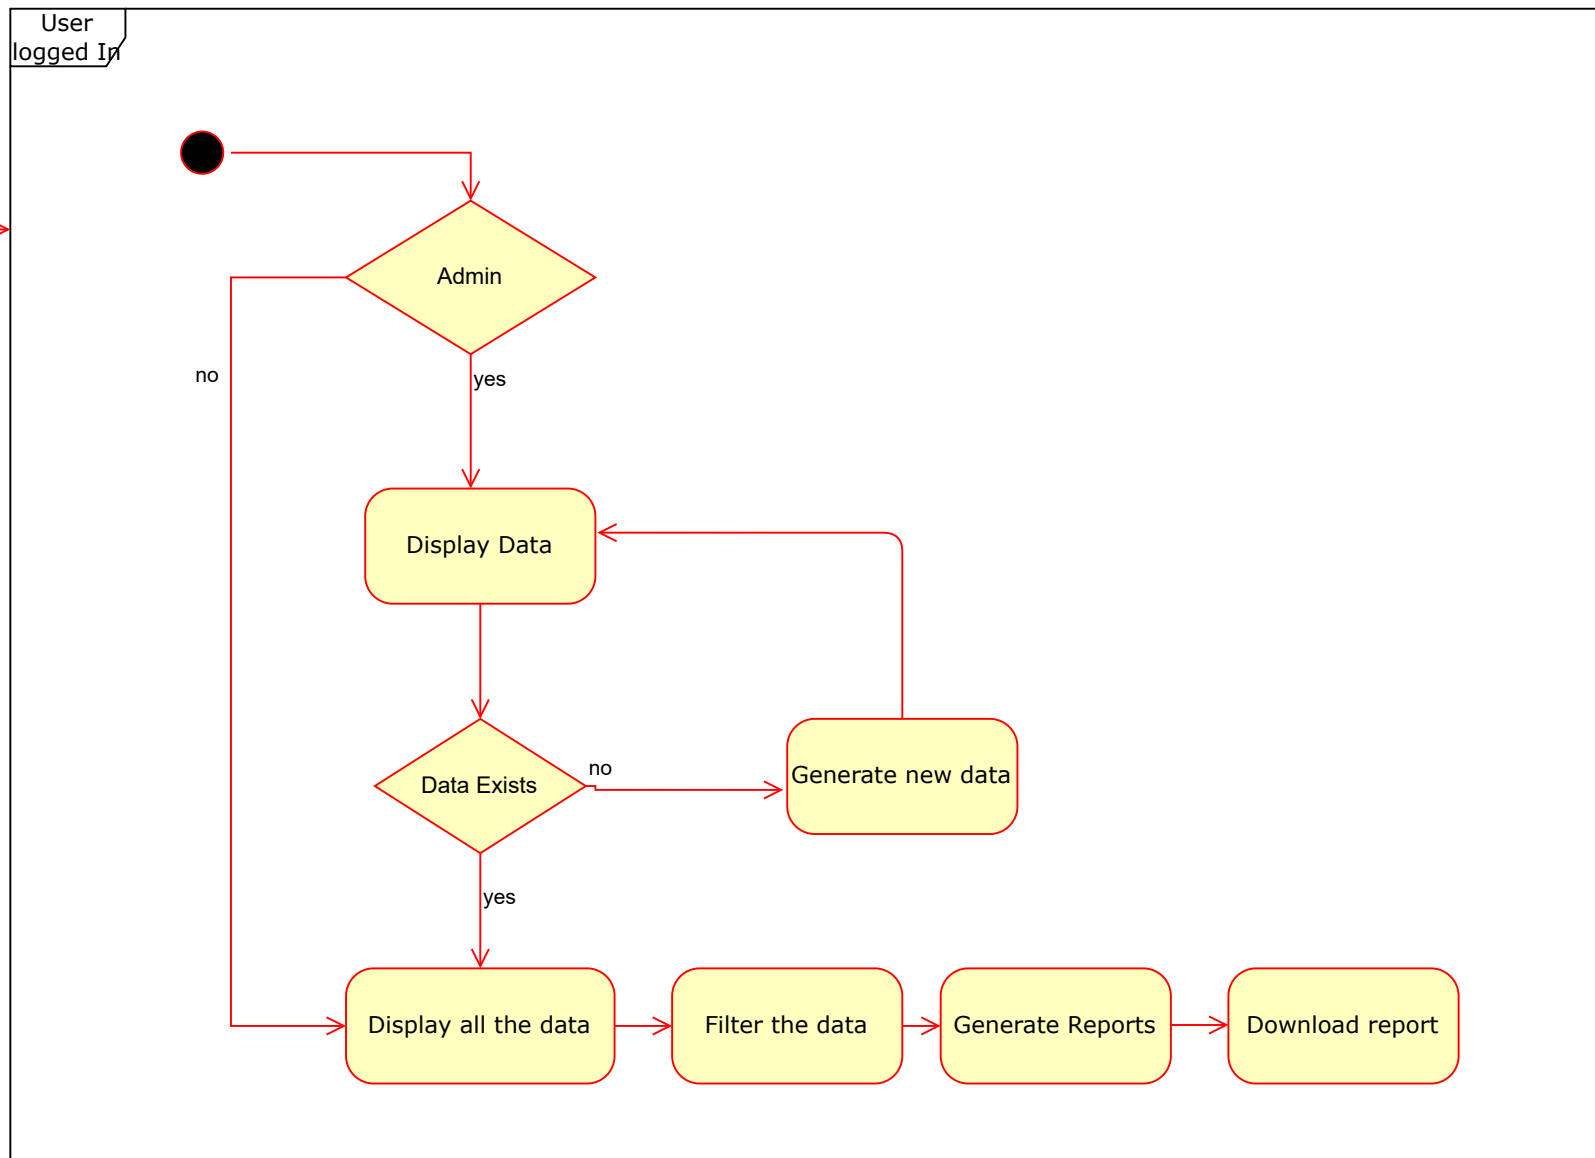 User
logged In
Admin
no
yes
Display Data
Data Exists
no
Generate new data
yes
Display all the data
Filter the data
Generate Reports
Download report